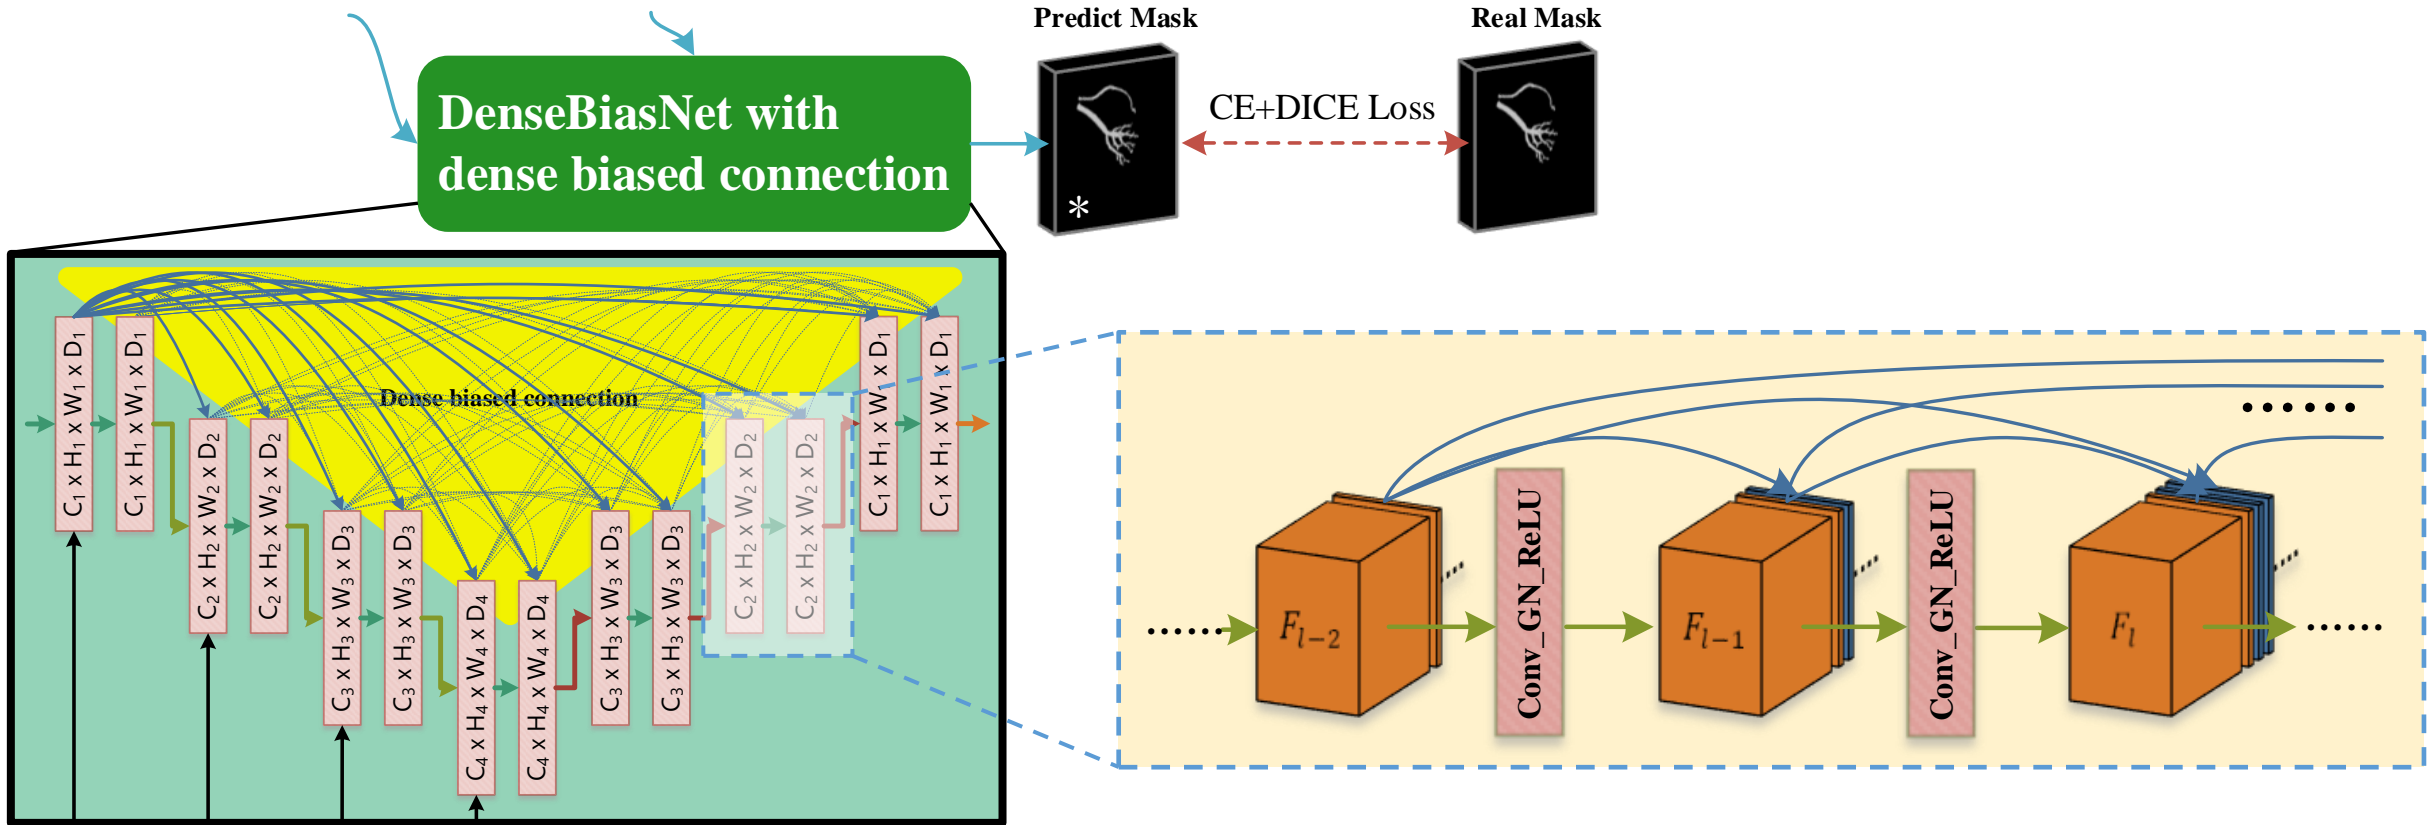 Predict Mask
Real Mask
DenseBiasNet with
dense biased connection
CE+DICE Loss
*
Dense biased connection
C1 x H1 x W1 x D1
C1 x H1 x W1 x D1
C2 x H2 x W2 x D2
C2 x H2 x W2 x D2
C3 x H3 x W3 x D3
C3 x H3 x W3 x D3
C4 x H4 x W4 x D4
C4 x H4 x W4 x D4
C3 x H3 x W3 x D3
C3 x H3 x W3 x D3
C2 x H2 x W2 x D2
C2 x H2 x W2 x D2
C1 x H1 x W1 x D1
C1 x H1 x W1 x D1
......
......
F_{l-2}
Conv_GN_ReLU
F_{l-1}
Conv_GN_ReLU
F_l
......